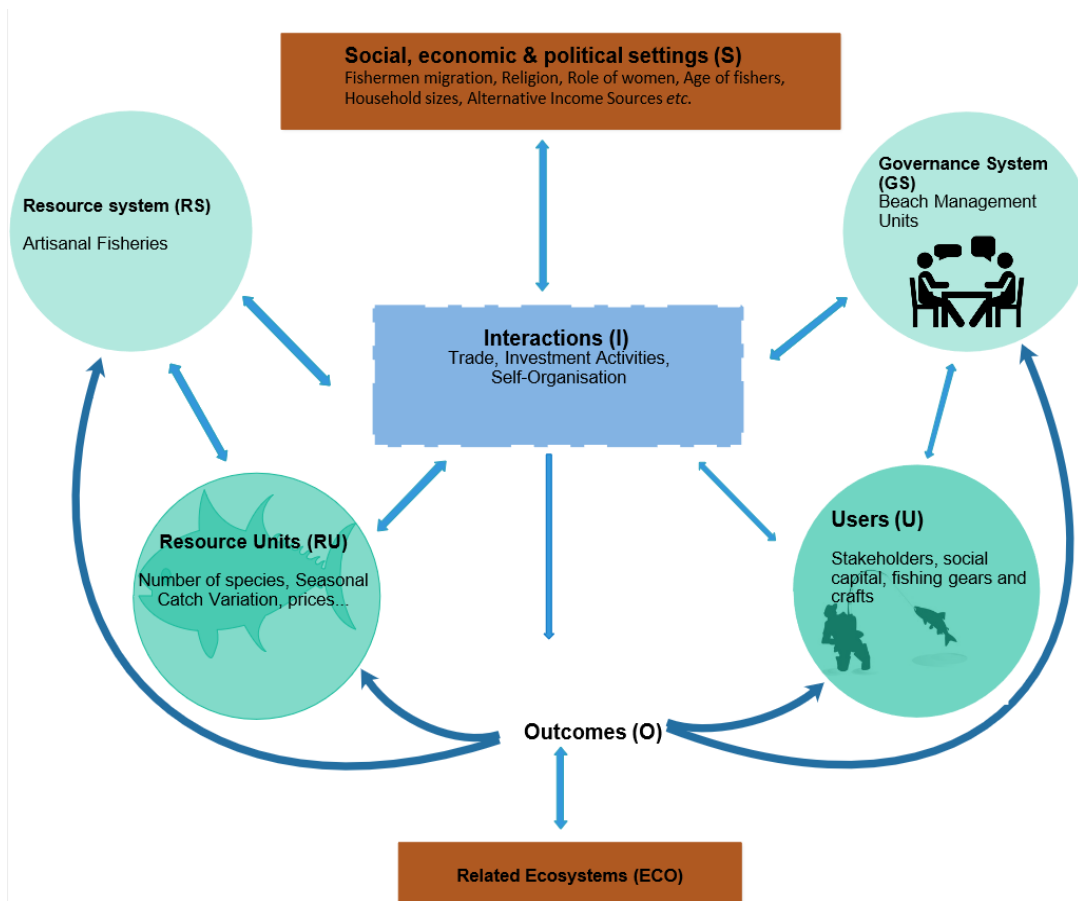 Social, economic & political settings (S)
Fishermen migration, Religion, Role of women, Age of fishers,
Household sizes, Alternative Income Sources etc.
Resource system (RS)
Artisanal Fisheries
Governance System
(GS)
Beach Management
Units
Interactions (I)
Trade, Investment Activities,
Self-Organisation
Resource Units (RU)
Number of species, Seasonal
Catch Variation, prices...
Users (U)
Stakeholders, social
capital, fishing gears and
crafts
Outcomes (O)
Related Ecosystems (ECO)